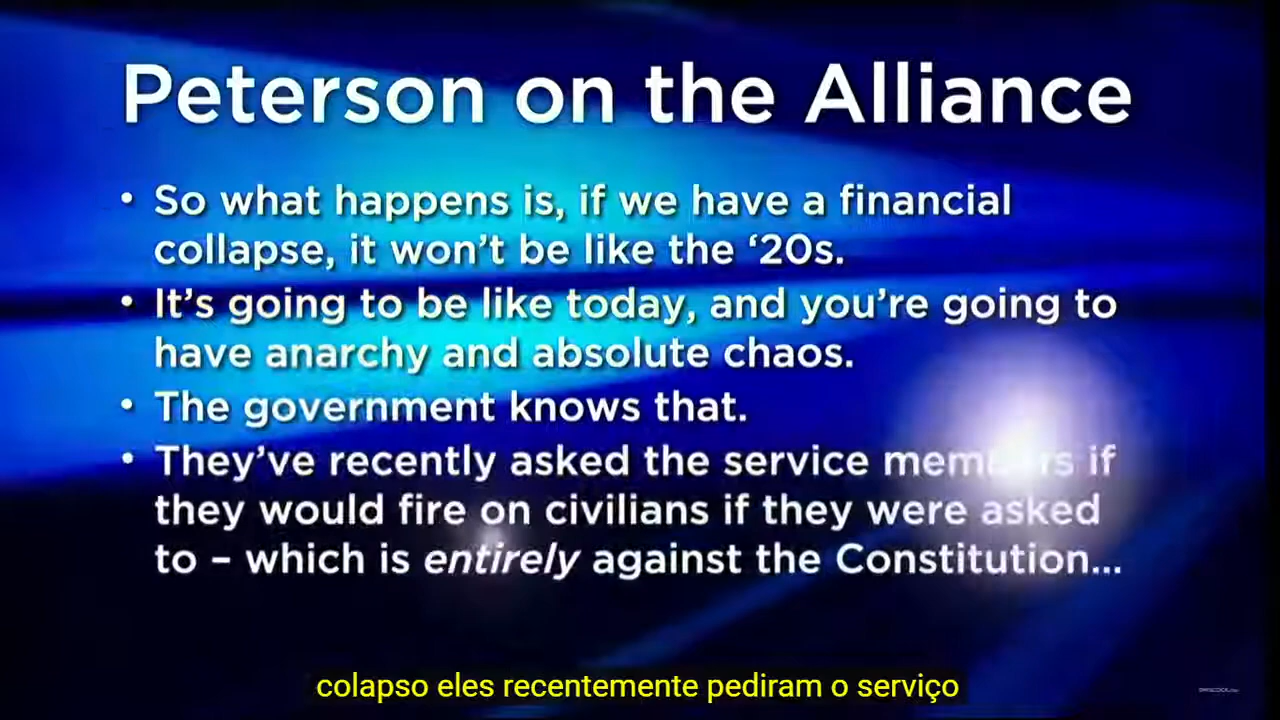 Peterson on the Alliance
• So what happens is, if we have a financial
collapse, it won’t be like the ‘20s.
• It’s going to be like today, and you’re going to
have anarchy and absolute chaos.
• The government knows that.
• They’ve recently asked the service members if
they would fire on civilians if they were asked
to – which is entirely against the Constitution...
colapso eles recentemente pediram o serviço